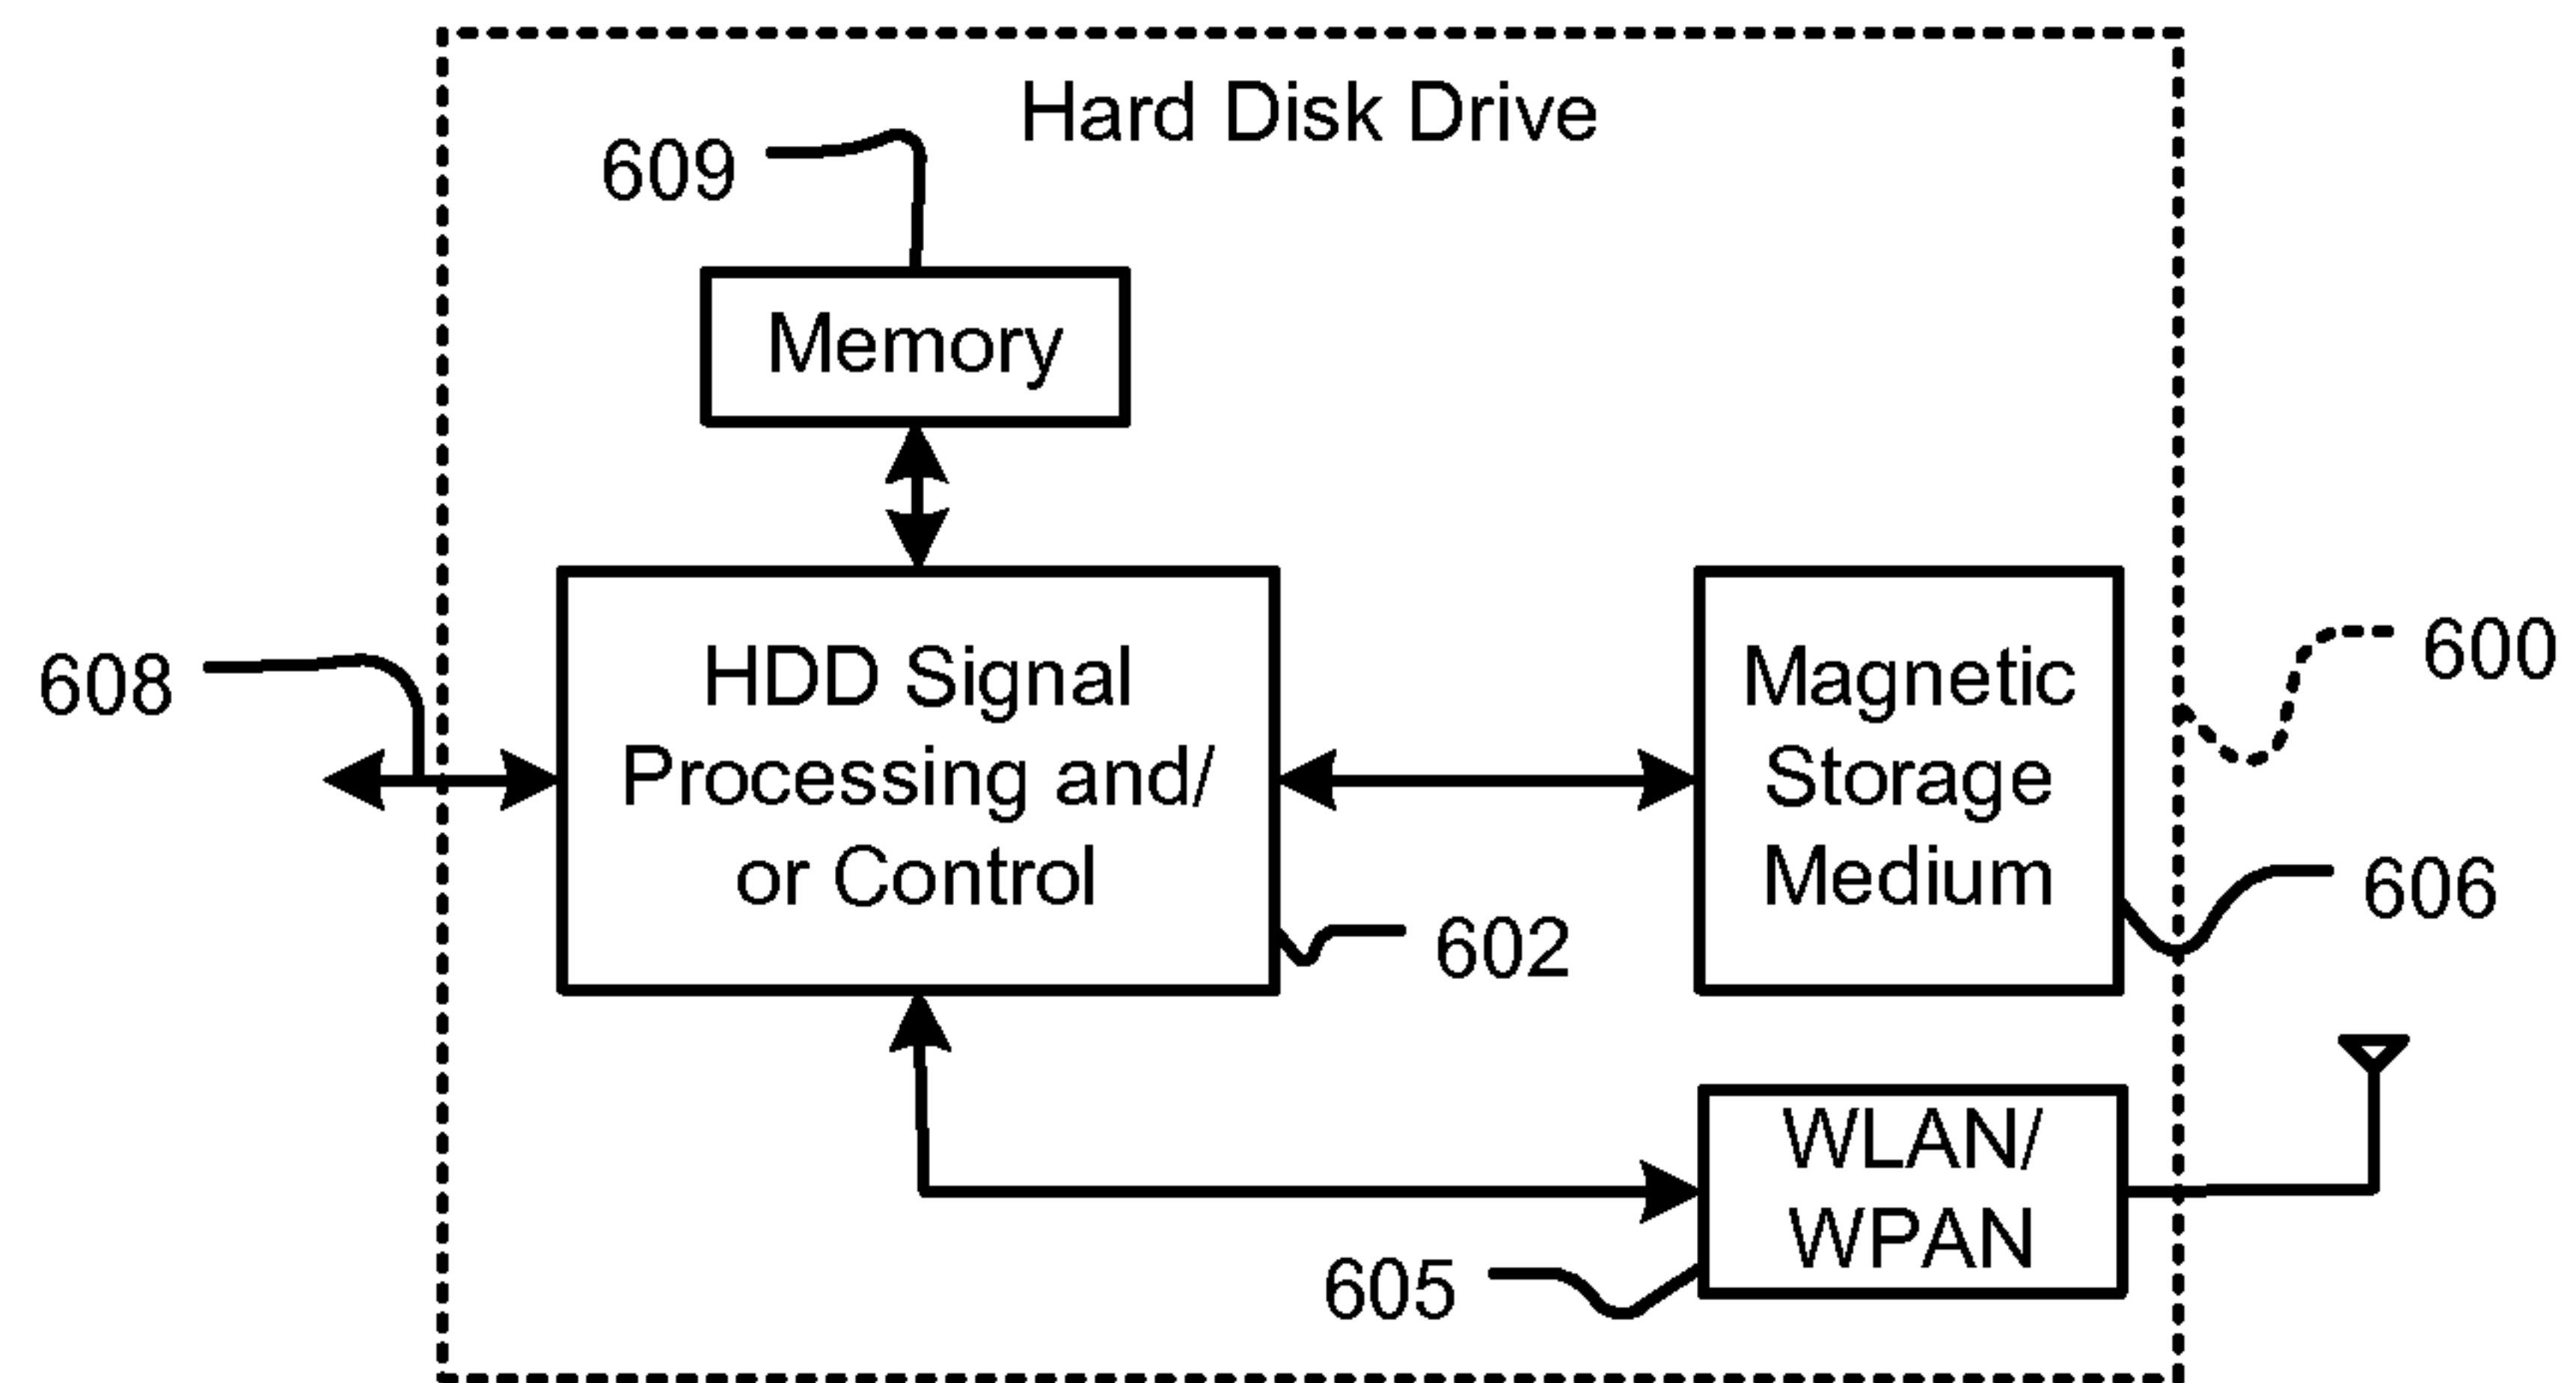 Hard Disk Drive
609
Memory
608
HDD Signal
Processing and/
or Control
602
Magnetic
Storage
Medium
600
606
WLAN/
WPAN
605